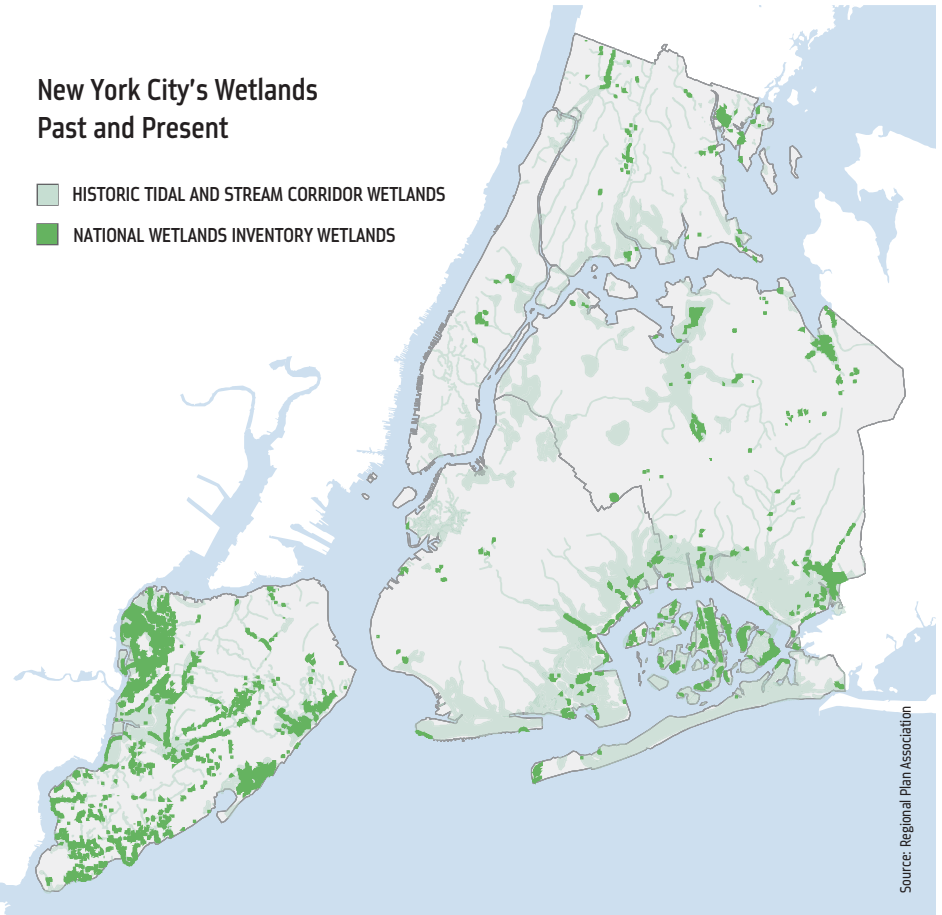 New York City's Wetlands
Past and Present
HISTORIC TIDAL AND STREAM CORRIDOR WETLANDS
NATIONAL WETLANDS INVENTORY WETLANDS
Source: Regional Plan Association